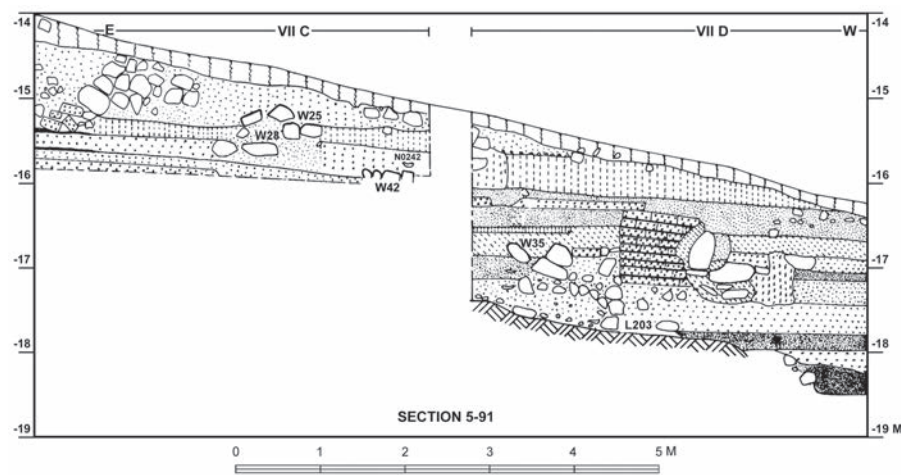 -14 E VII C VII D W -14
-15 W25 -15
W28
N0242
-16 W42 -16
W35
-17 -17
L203
-18 -18
SECTION 5-91
-19 -19 M
0 1 2 3 4 5 M